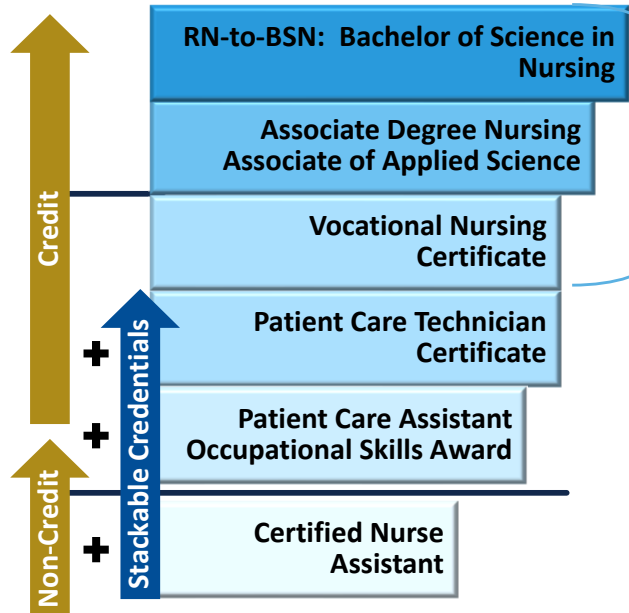 RN-to-BSN: Bachelor of Science in
Nursing
Associate Degree Nursing
Associate of Applied Science
Credit
Vocational Nursing
Certificate
Patient Care Technician
Certificate
+
Stackable Credentials
Patient Care Assistant
Occupational Skills Award
+
Non-Credit
Certified Nurse
Assistant
+